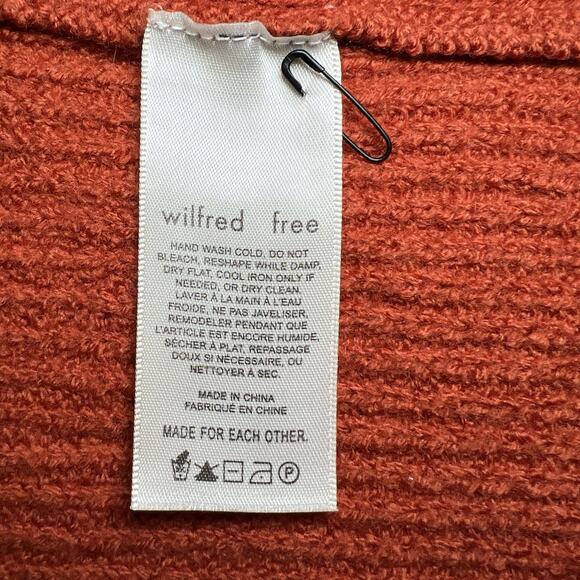 wilfred free
HAND WASH COLD, DO NOT
BLEACH, RESHAPE WHILE DAMP,
DRY FLAT, COOL IRON ONLY IF
NEEDED, OR DRY CLEAN.
LAVER À LA MAIN À L'EAU
FROIDE, NE PAS JAVELISER,
REMODELER PENDANT QUE
L'ARTICLE EST ENCORE HUMIDE,
SÉCHER À PLAT, REPASSAGE
DOUX SI NÉCESSAIRE, OU
NETTOYER À SEC.
MADE IN CHINA
FABRIQUÉ EN CHINE
MADE FOR EACH OTHER.
P